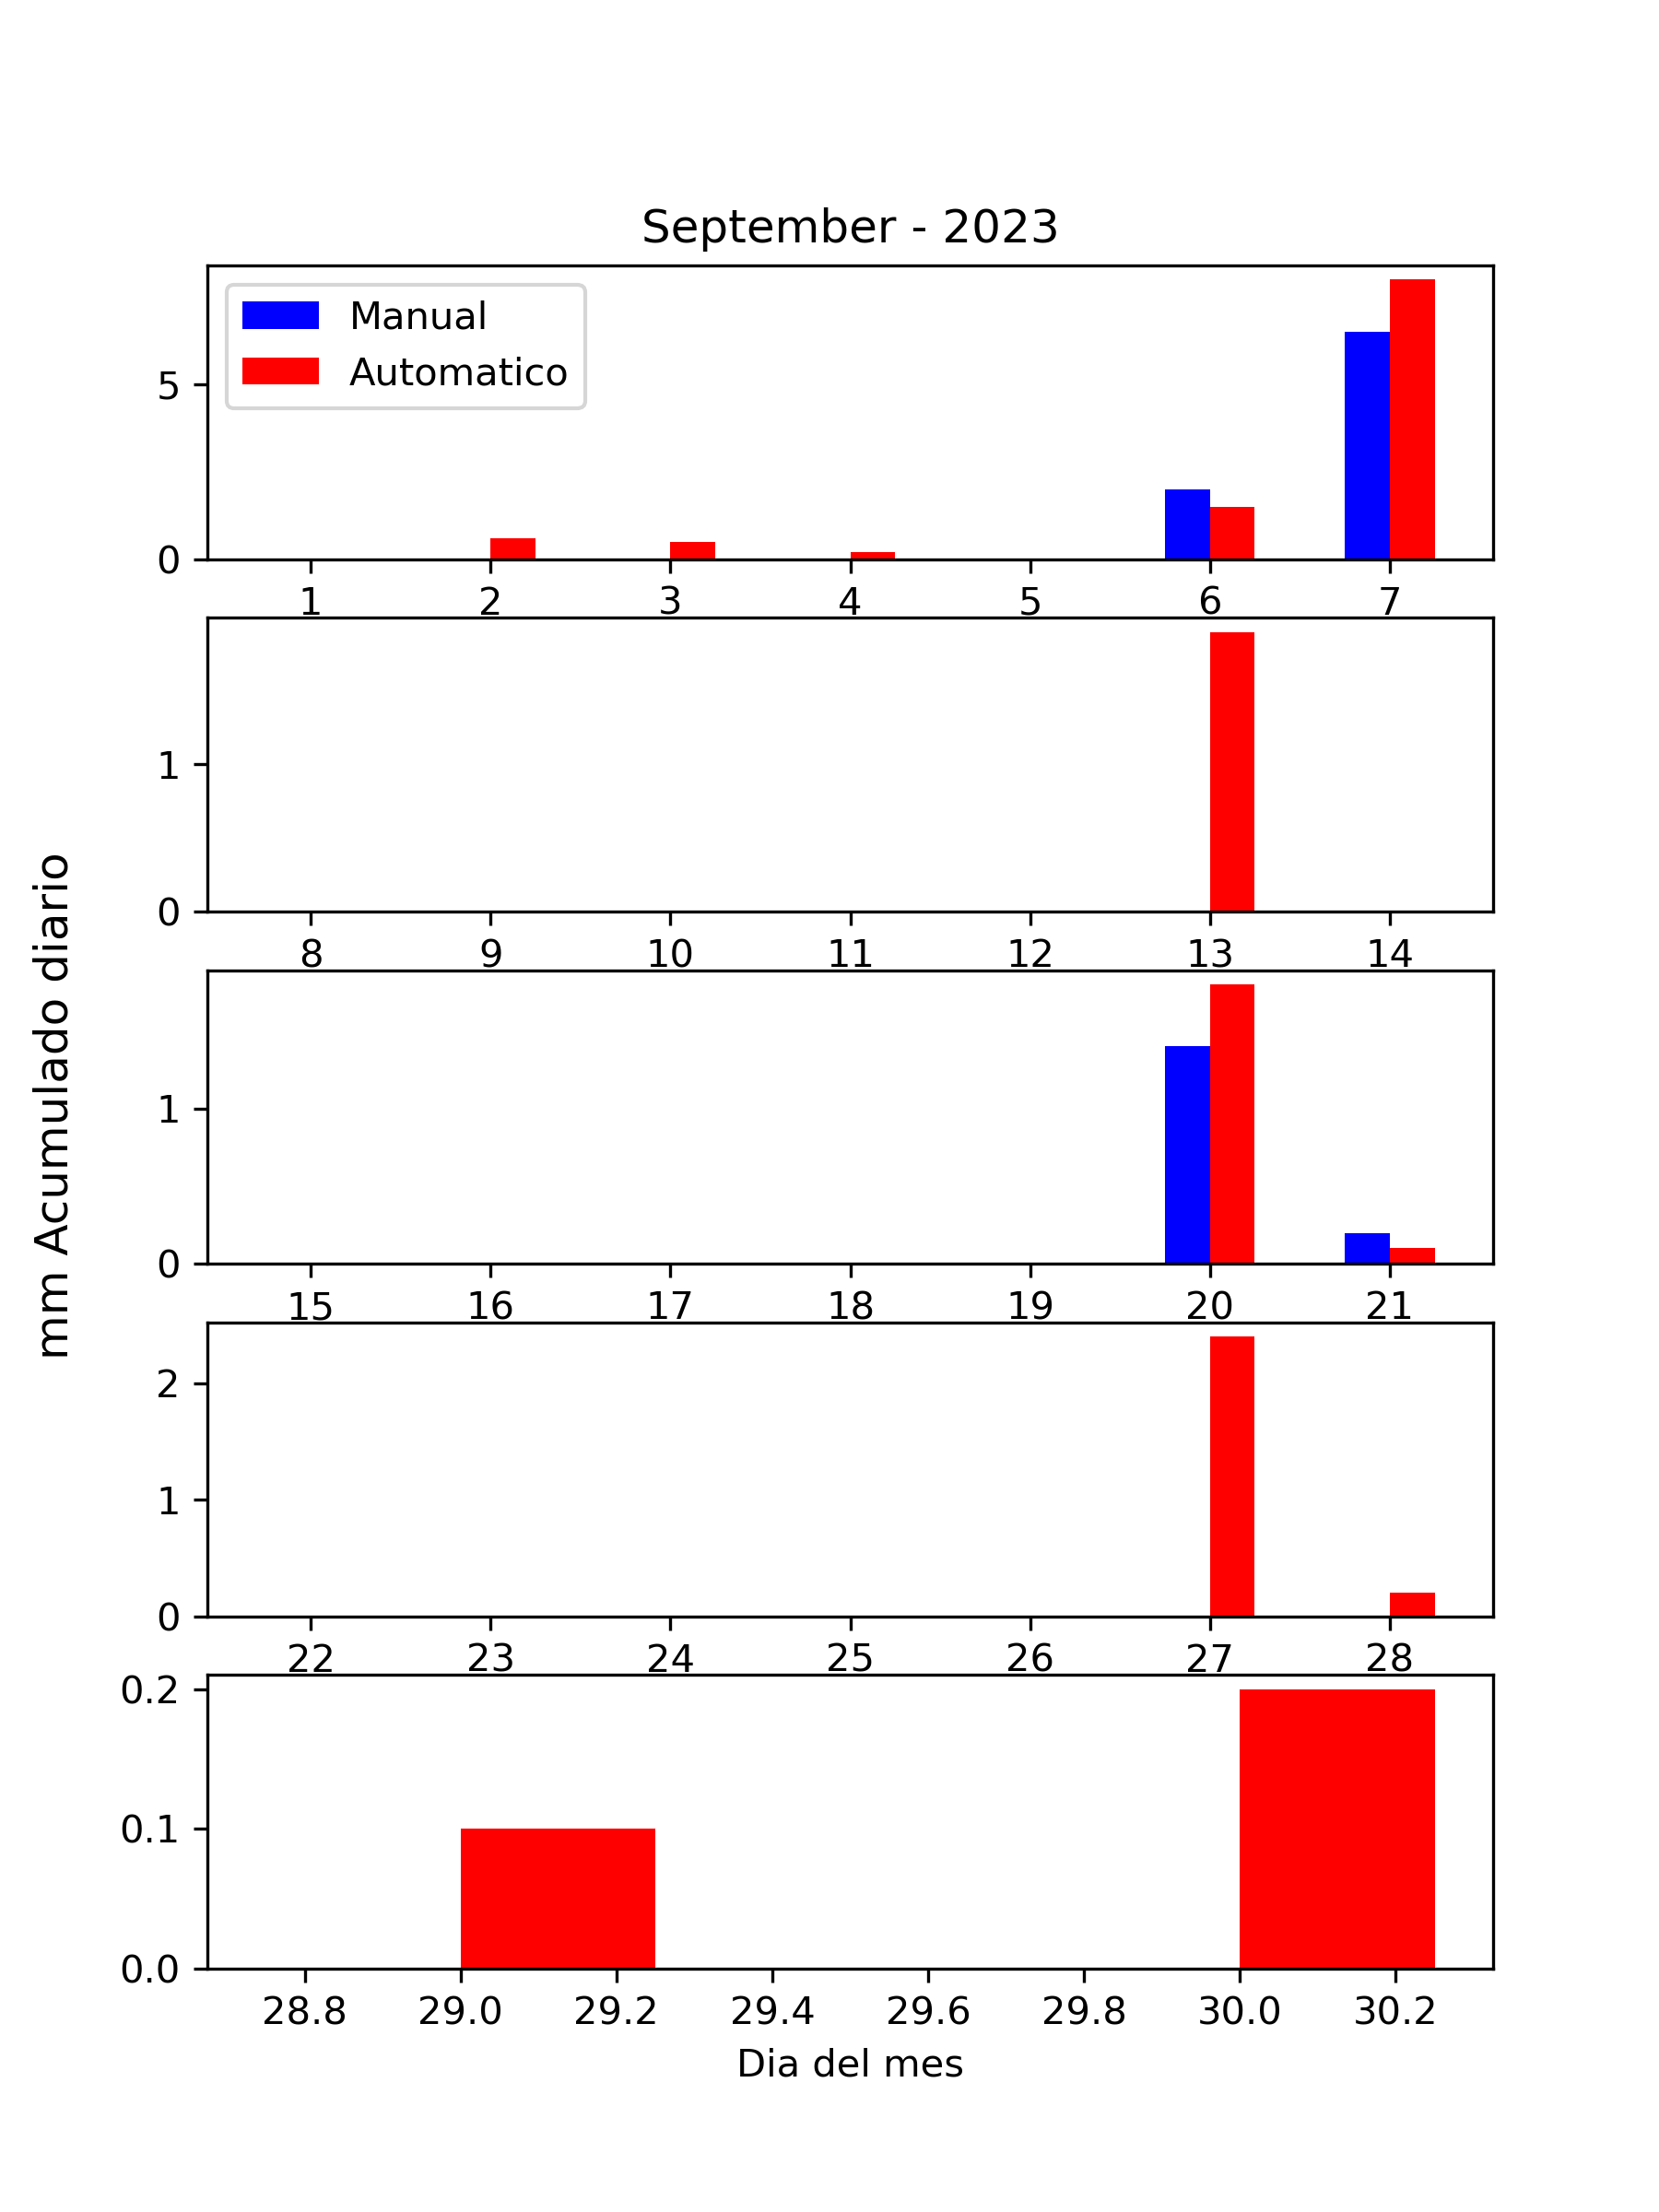 September - 2023
Manual
Automatico
5
0
1 2 3 4 5 6 7
1
0
8 9 10 11 12 13 14
mm Acumulado diario
1
0
15 16 17 18 19 20 21
2
1
0
22 23 24 25 26 27 28
0.2
0.1
0.0
28.8 29.0 29.2 29.4 29.6 29.8 30.0 30.2
Dia del mes